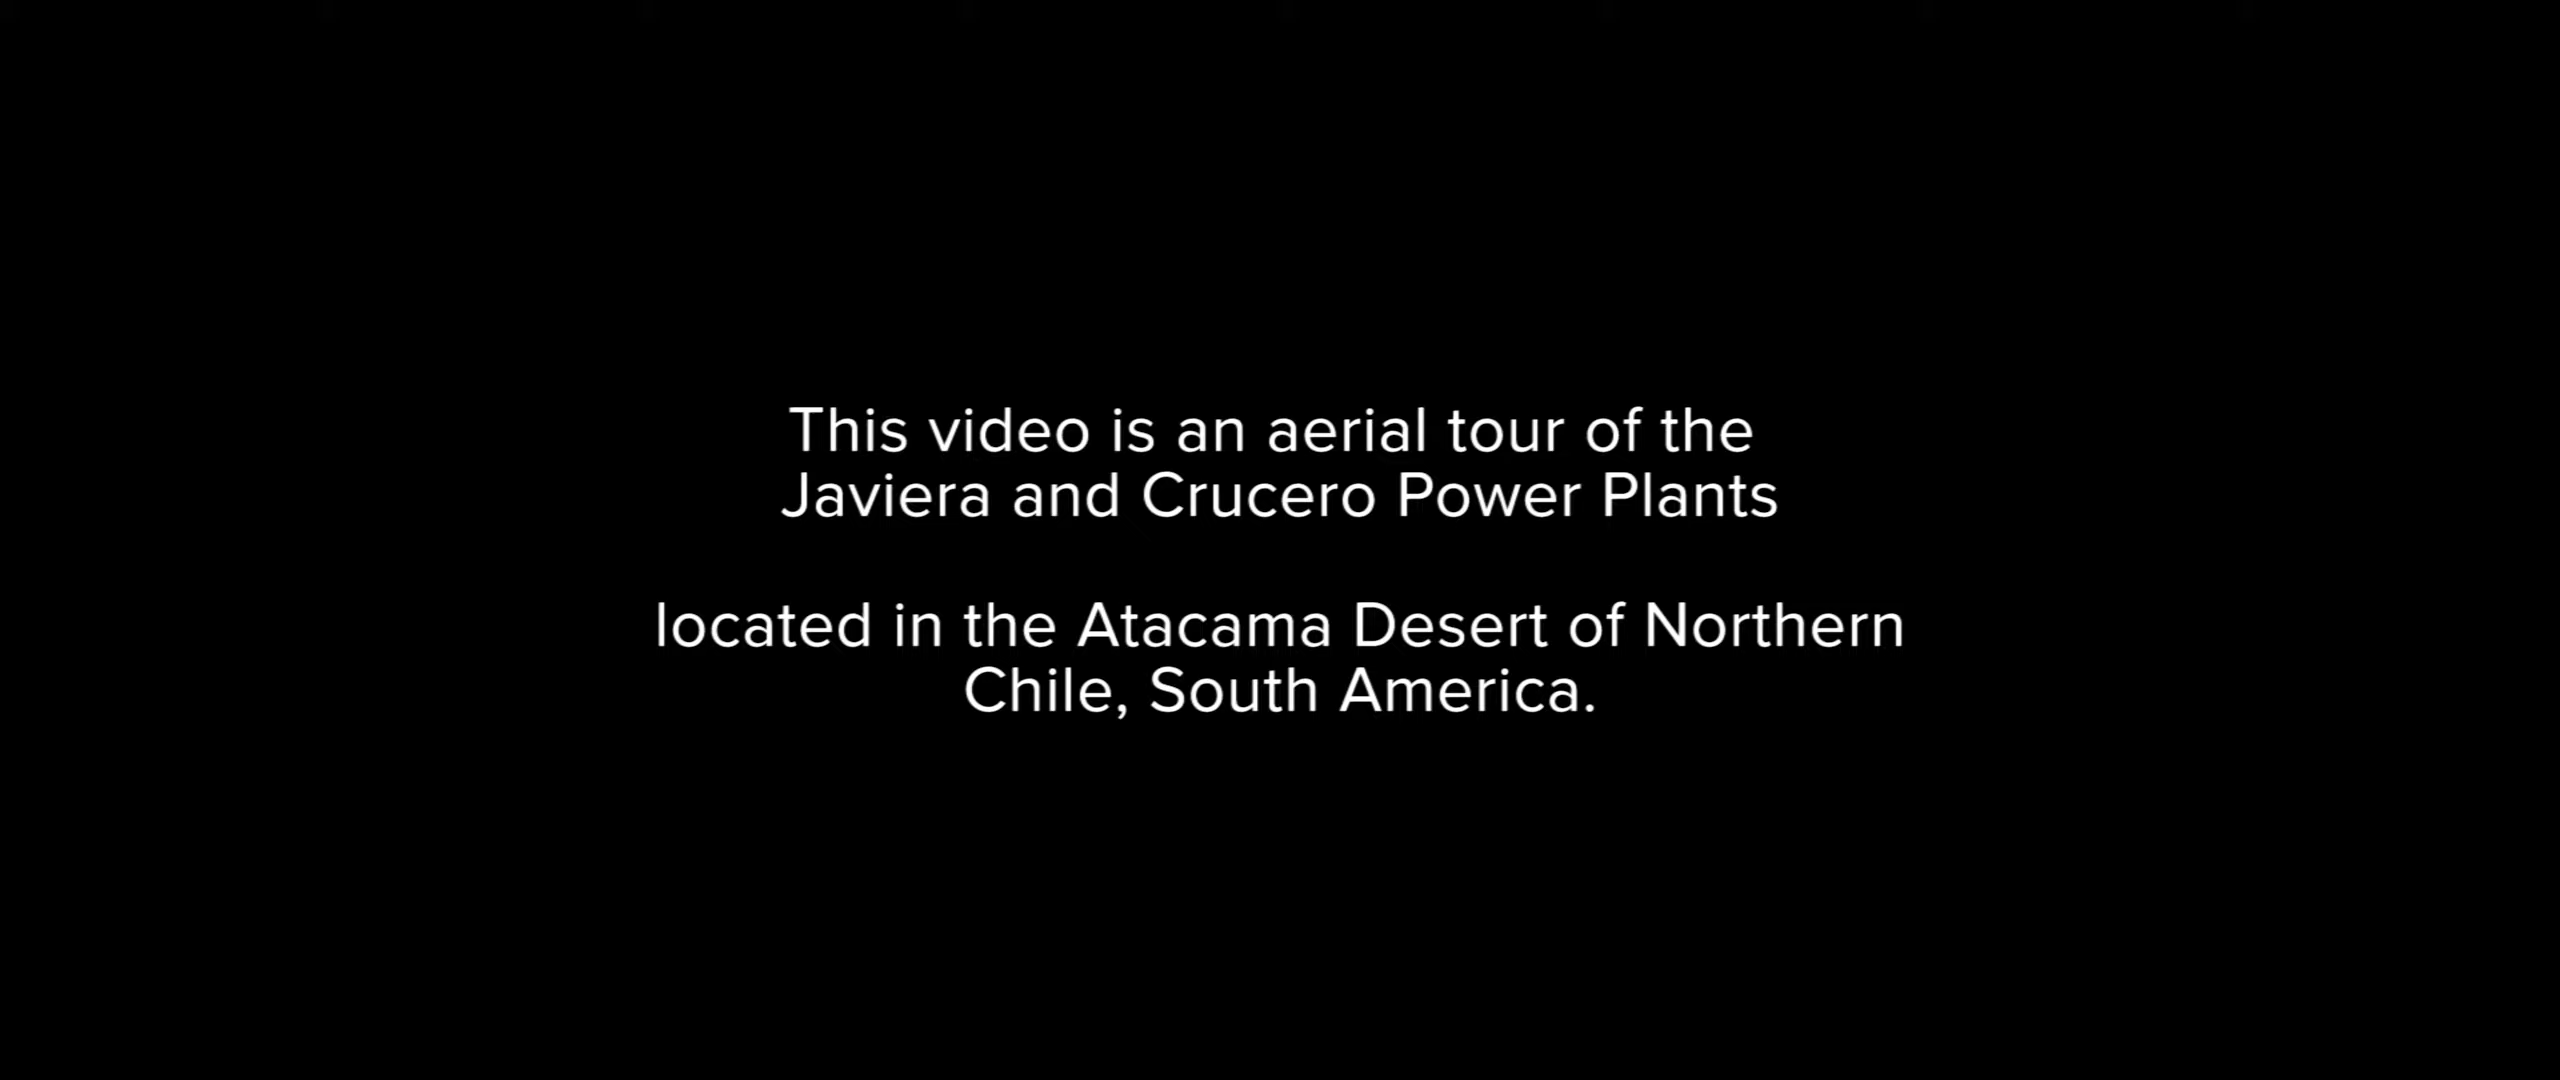 This video is an aerial tour of the
Javiera and Crucero Power Plants
located in the Atacama Desert of Northern
Chile, South America.